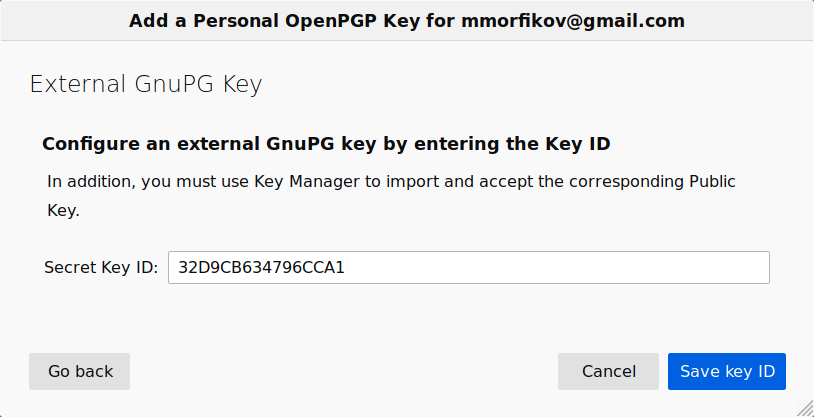 Add a Personal OpenPGP Key for mmorfikov@gmail.com
External GnuPG Key
Configure an external GnuPG key by entering the Key ID
In addition, you must use Key Manager to import and accept the corresponding Public
Key.
Secret Key ID: 32D9CB634796CCA1
Go back Cancel Save key ID